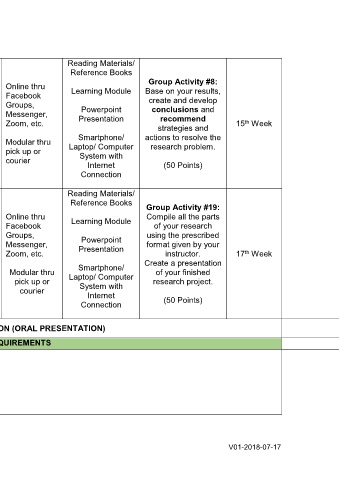 Online thru
Facebook
Groups,
Messenger,
Zoom, etc.
Modular thru
pick up or
courier
Reading Materials/
Reference Books
Learning Module
Powerpoint
Presentation
Smartphone/
Laptop/ Computer
System with
Internet
Connection
Group Activity #8:
Base on your results,
create and develop
conclusions and
recommend
strategies and
actions to resolve the
research problem.
(50 Points)
15th Week
Online thru
Facebook
Groups,
Messenger,
Zoom, etc.
Modular thru
pick up or
courier
Reading Materials/
Reference Books
Learning Module
Powerpoint
Presentation
Smartphone/
Laptop/ Computer
System with
Internet
Connection
Group Activity #19:
Compile all the parts
of your research
using the prescribed
format given by your
instructor.
Create a presentation
of your finished
research project.
(50 Points)
17th Week
ON (ORAL PRESENTATION)
QUIREMENTS
V01-2018-07-17